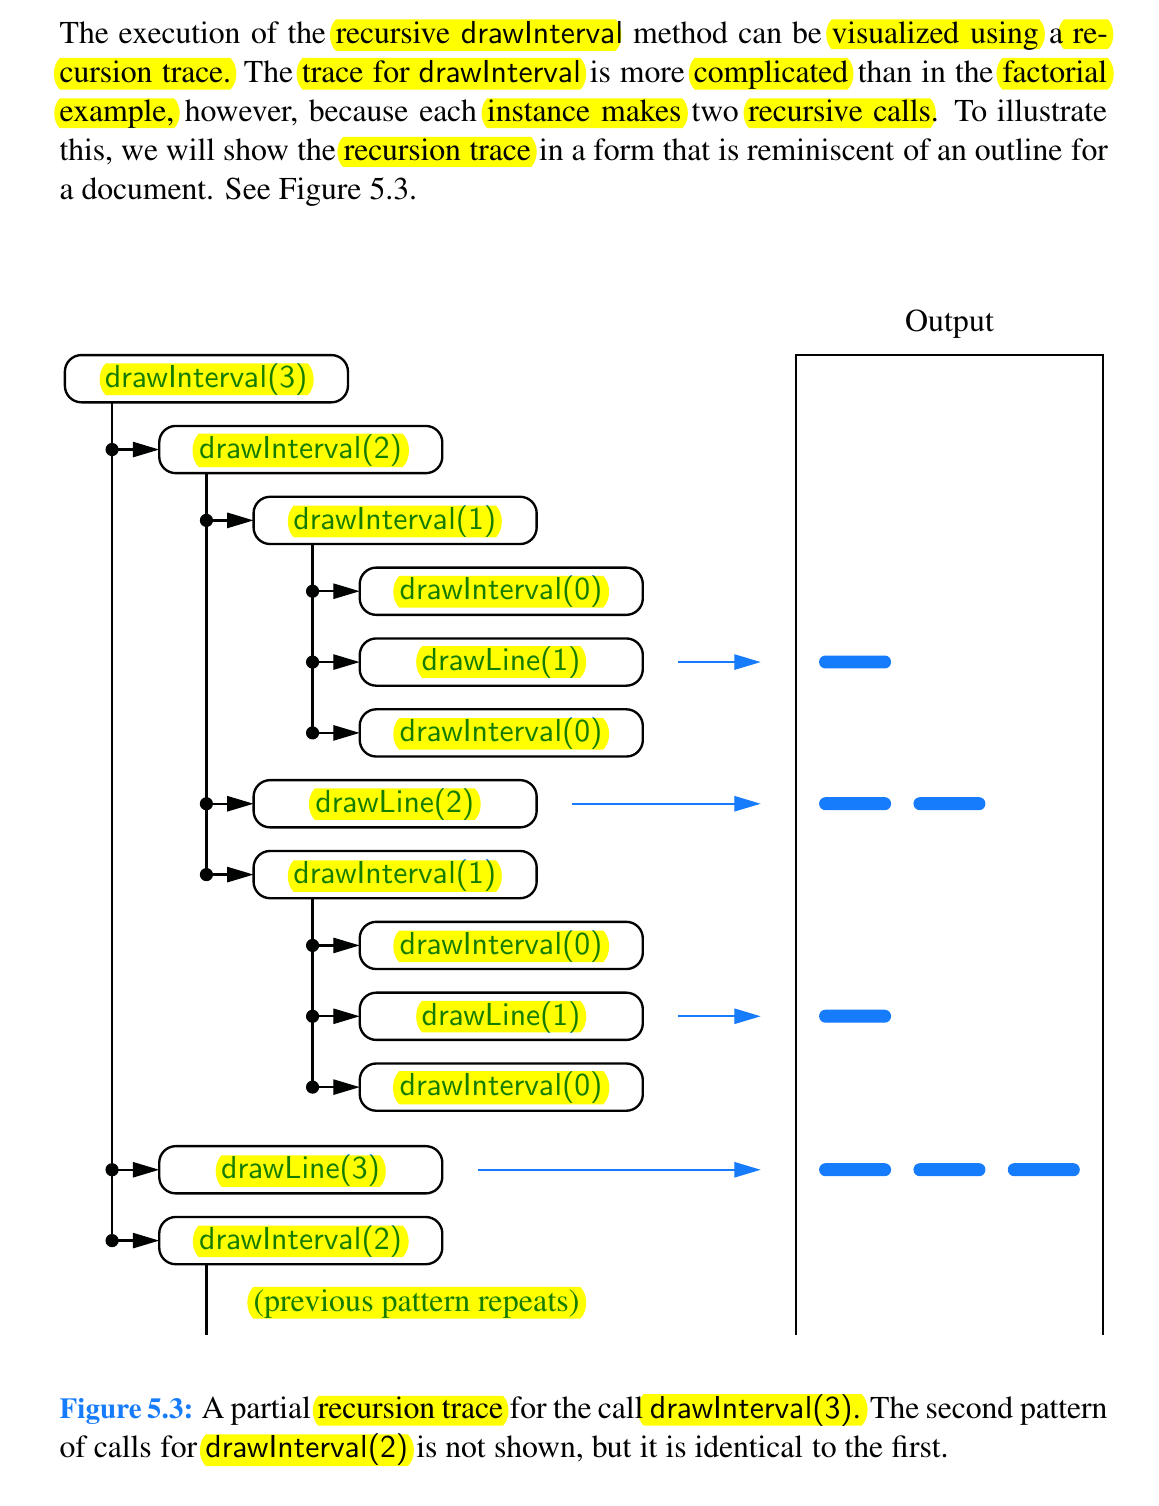 The execution of the recursive drawInterval method can be visualized using a re-
cursion trace. The trace for drawInterval is more complicated than in the factorial
example, however, because each instance makes two recursive calls. To illustrate
this, we will show the recursion trace in a form that is reminiscent of an outline for
a document. See Figure 5.3.
Output
drawInterval(3)
drawInterval(2)
drawInterval(1)
drawInterval(0)
drawLine(1)
drawInterval(0)
drawLine(2)
drawInterval(1)
drawInterval(0)
drawLine(1)
drawInterval(0)
drawLine(3)
drawInterval(2)
(previous pattern repeats)
Figure 5.3: A partial recursion trace for the call drawInterval(3). The second pattern
of calls for drawInterval(2) is not shown, but it is identical to the first.